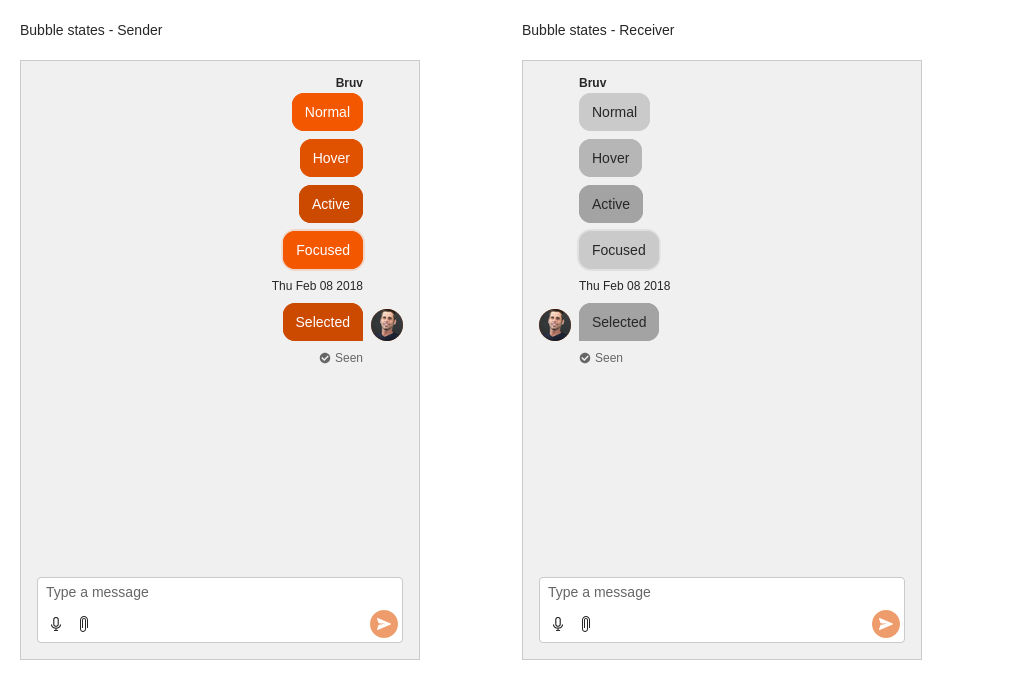 Bubble states - Sender
Bruv
Normal
Hover
Active
Focused
Thu Feb 08 2018
Selected
Seen
Type a message
Bubble states - Receiver
Bruv
Normal
Hover
Active
Focused
Thu Feb 08 2018
Selected
Seen
Type a message